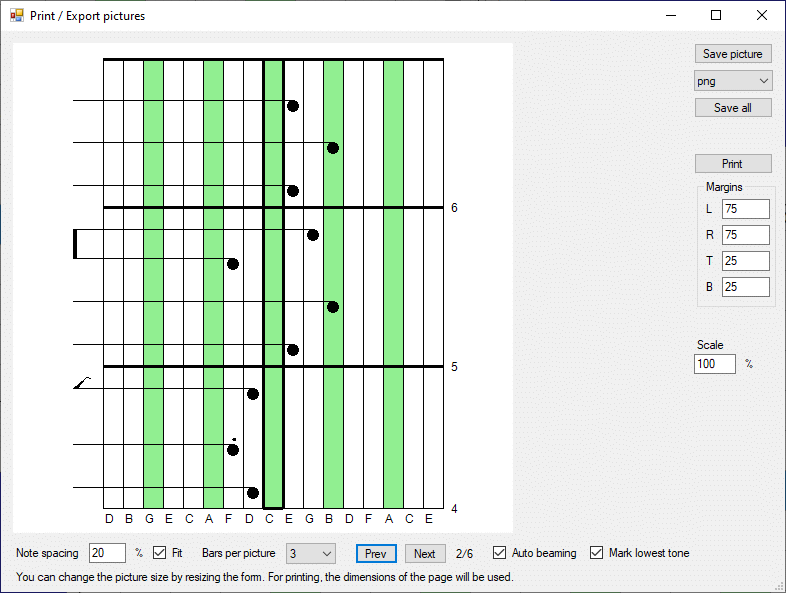 Print / Export pictures
Save picture
png
Save all
Print
Margins
6
L 75
R 75
T 25
B 25
Scale
5
100 %
4
D B G E C A F D C E G B D F A C E
Note spacing 20 % Fit Bars per picture 3 Prev Next 2/6 Auto beaming Mark lowest tone
You can change the picture size by resizing the form. For printing, the dimensions of the page will be used.